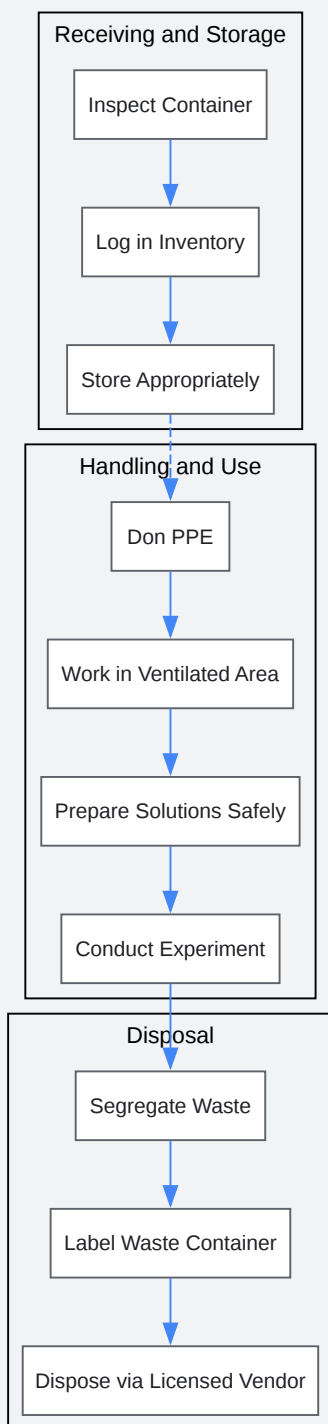 Receiving and Storage
Inspect Container
Log in Inventory
Store Appropriately
Handling and Use
Don PPE
Work in Ventilated Area
Prepare Solutions Safely
Conduct Experiment
Disposal
Segregate Waste
Label Waste Container
Dispose via Licensed Vendor